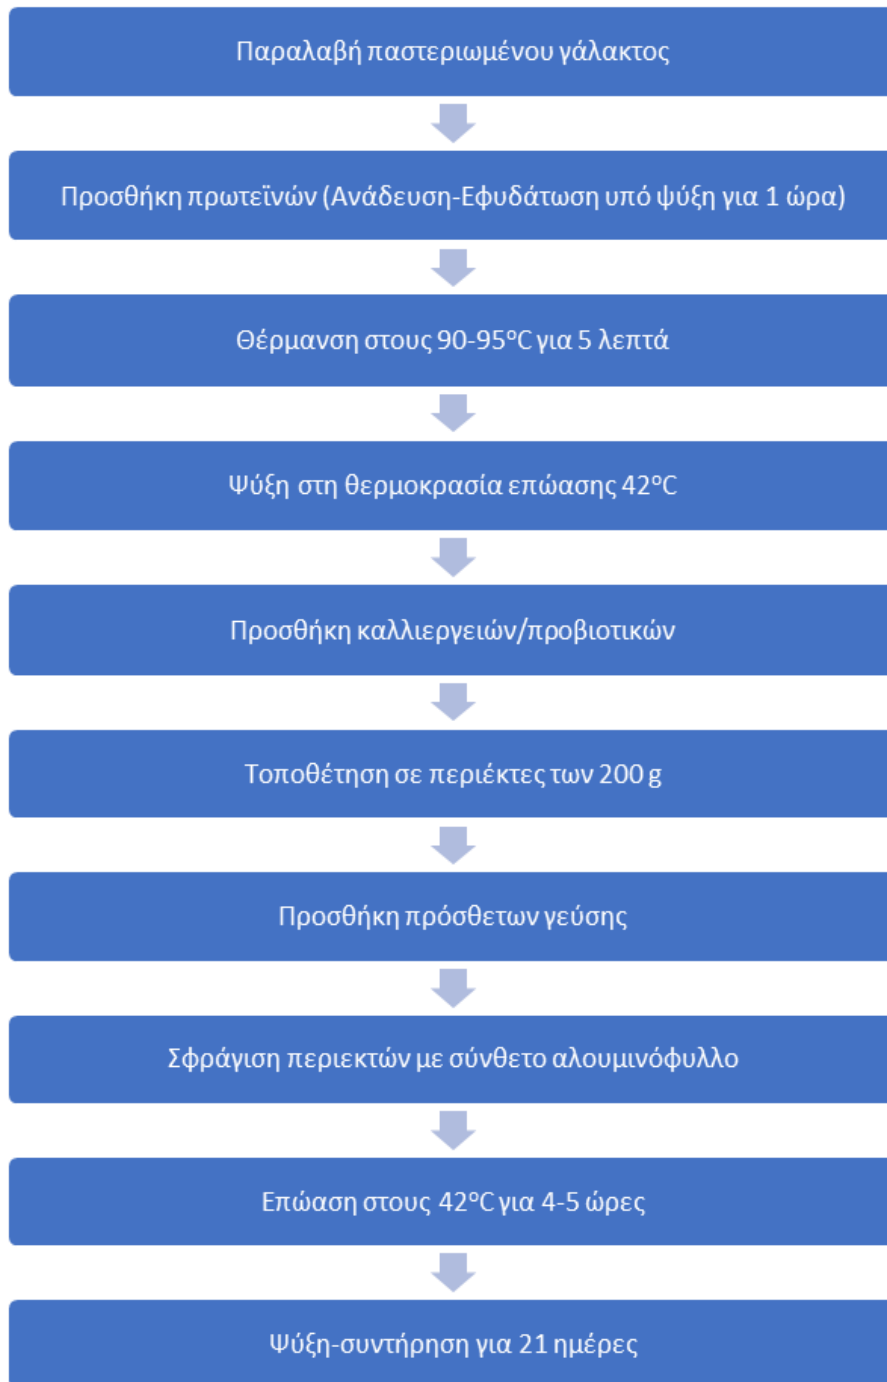 Παραλαβή παστεριωμένου γάλακτος
Προσθήκη πρωτεϊνών (Ανάδευση-Εφυδάτωση υπό ψύξη για 1 ώρα)
Θέρμανση στους 90-95°C για 5 λεπτά
Ψύξη στη θερμοκρασία επώασης 42°C
Προσθήκη καλλιεργειών/προβιοτικών
Τοποθέτηση σε περιέκτες των 200 g
Προσθήκη πρόσθετων γεύσης
Σφράγιση περιεκτών με σύνθετο αλουμινόφυλλο
Επώαση στους 42°C για 4-5 ώρες
Ψύξη-συντήρηση για 21 ημέρες